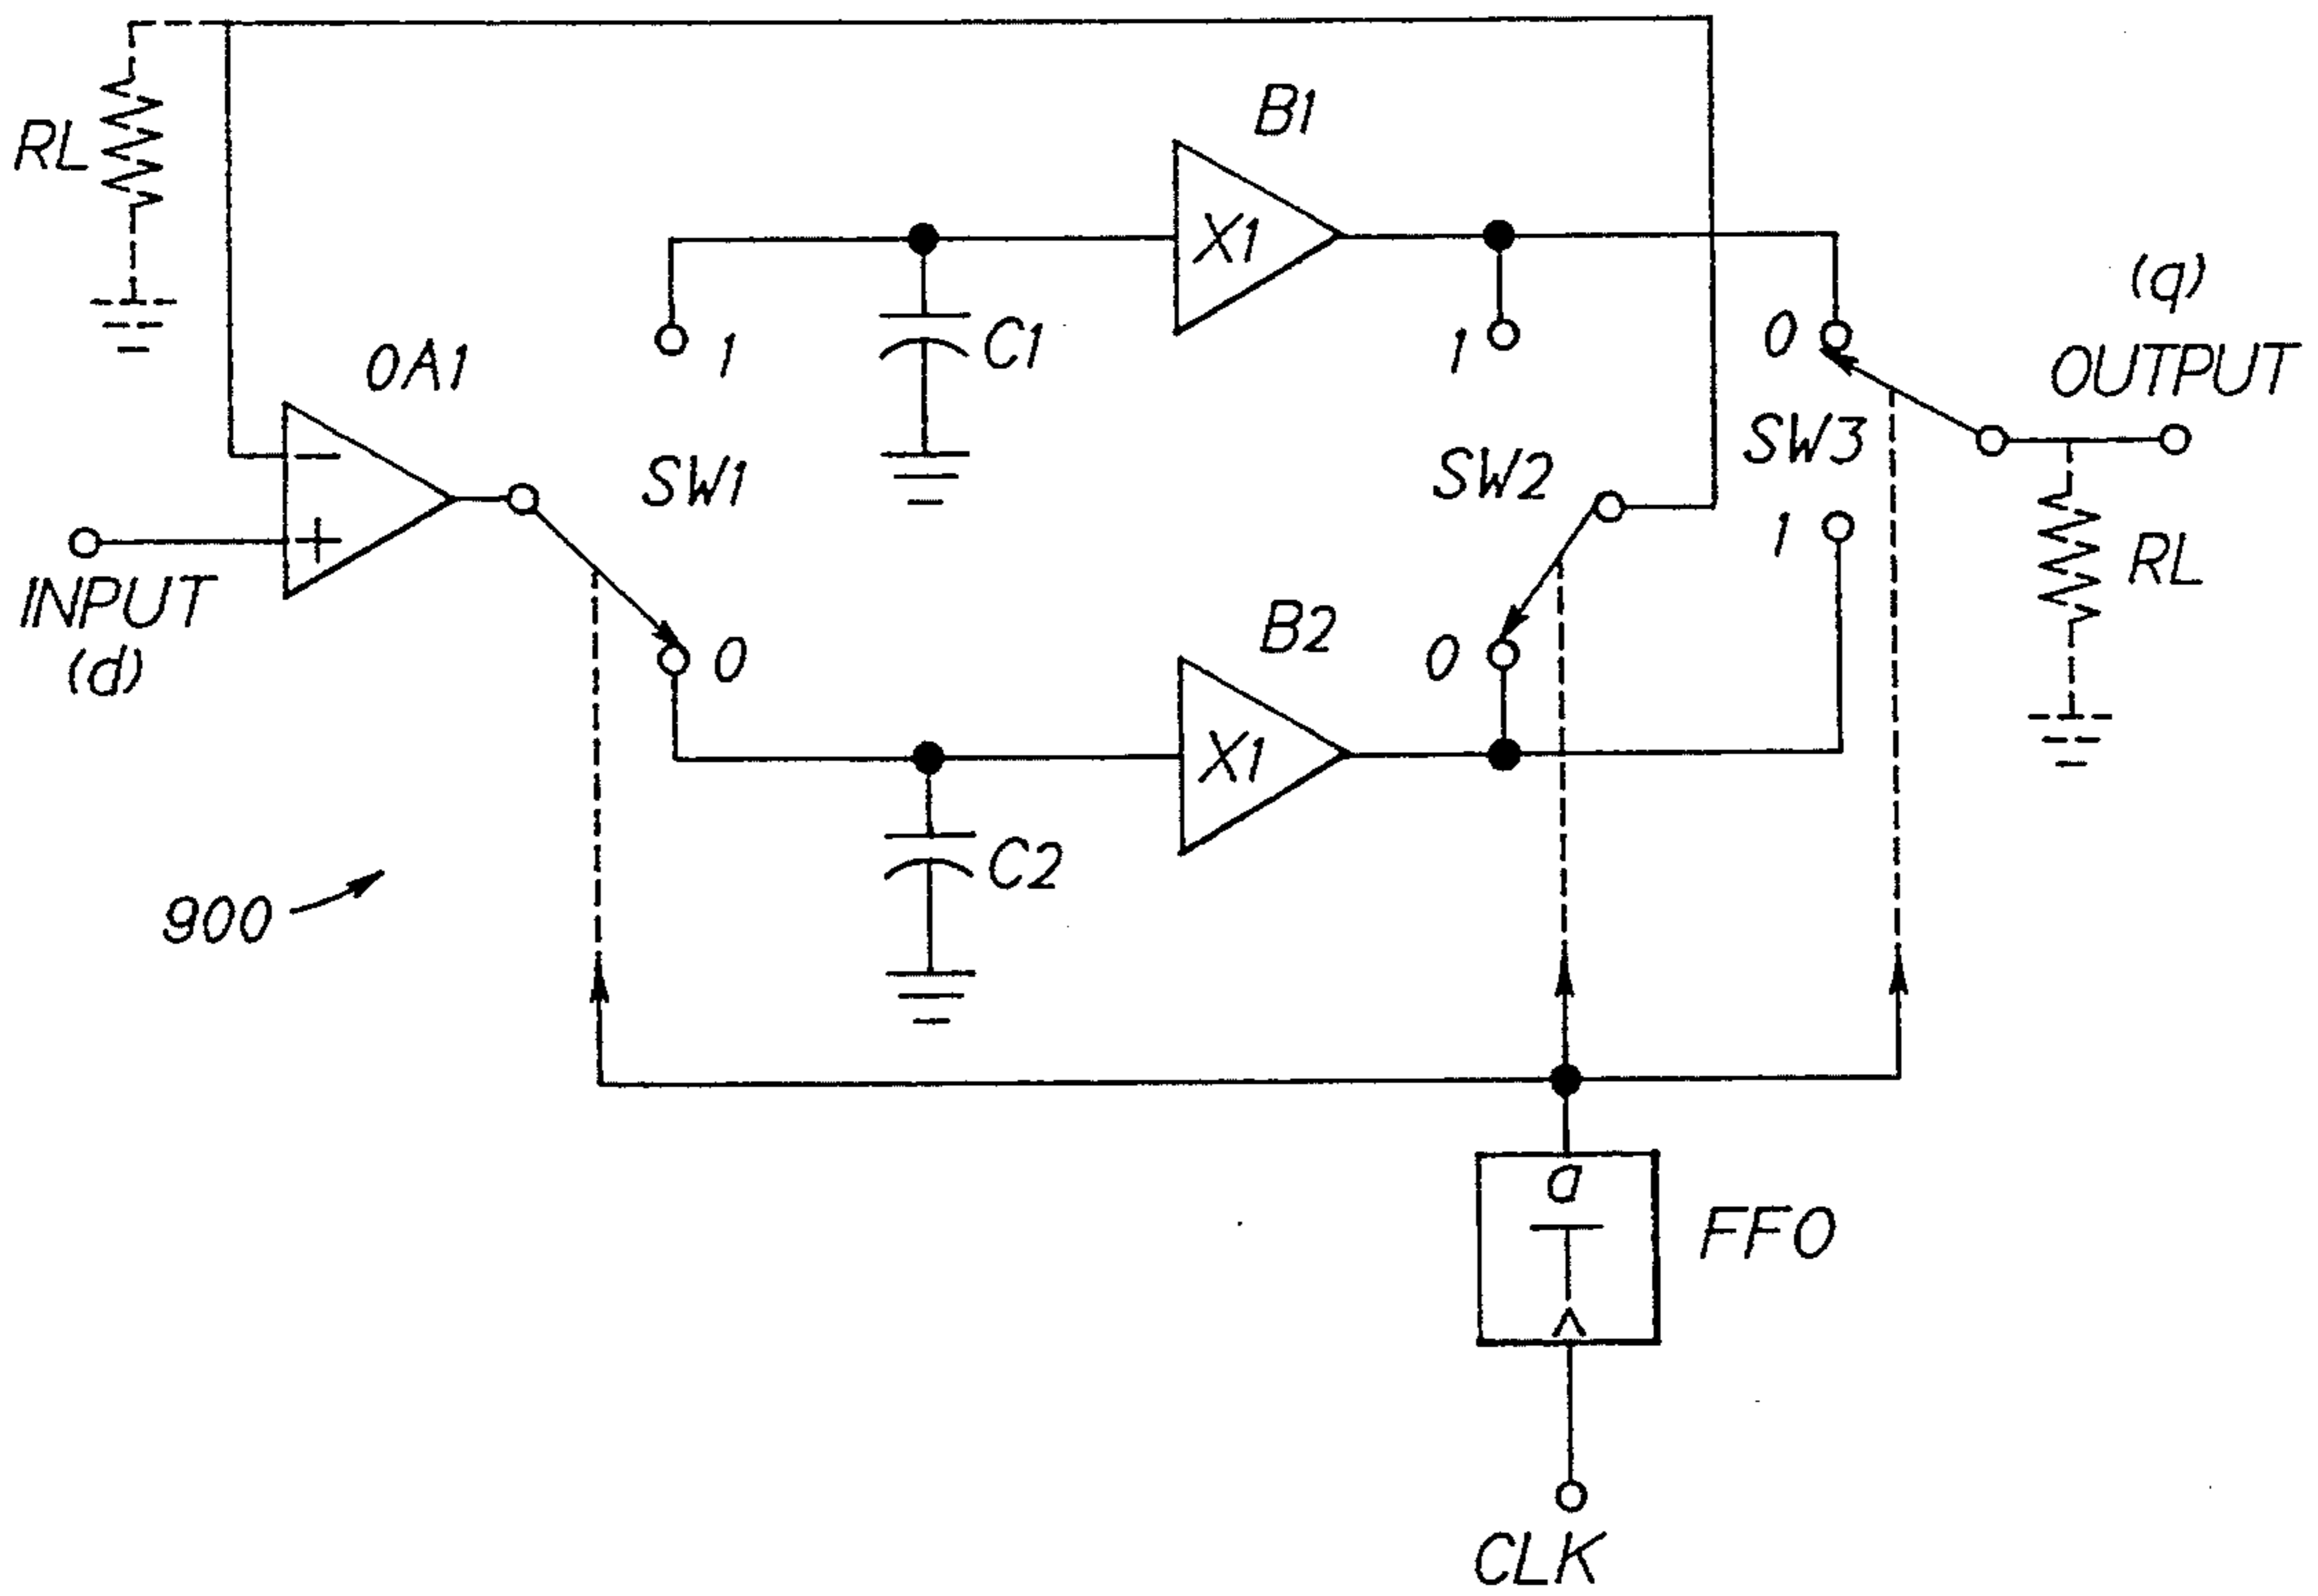 B1
RL
X1
(q)
OUTPUT
0A1
1
C1
1
0
SW1
SW2
SW3
−
+
INPUT
(d)
1
RL
0
B2
0
X1
C2
900
a
T
FF0
CLK